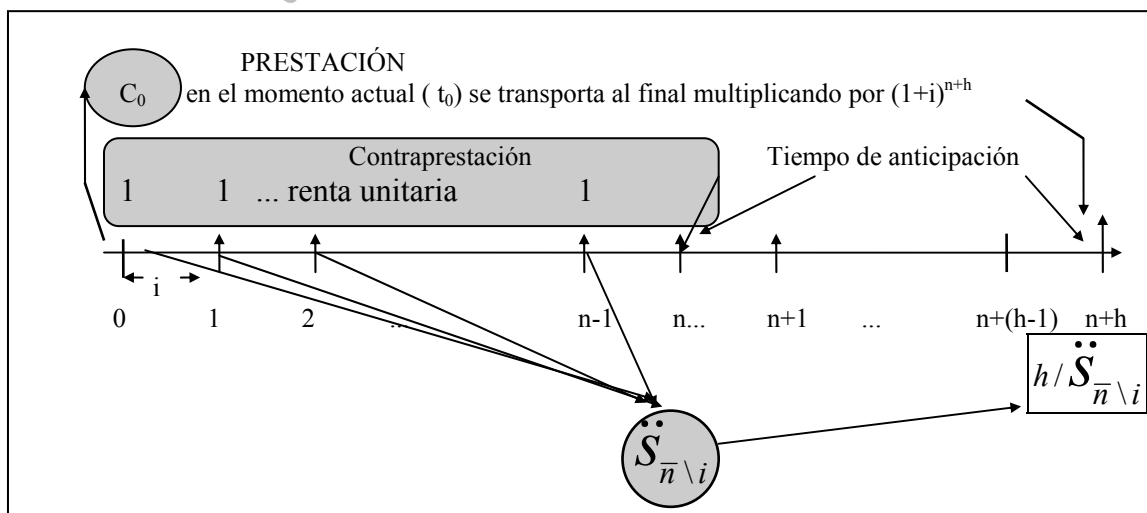 PRESTACIÓN
C₀ en el momento actual ( t₀) se transporta al final multiplicando por (1+i)ⁿ⁺ʰ
Contraprestación
Tiempo de anticipación
1 1 ... renta unitaria 1
i
0 1 2 ... n-1 n... n+1 ... n+(h-1) n+h
h / S̈ n̅ \ i
S̈ n̅ \ i